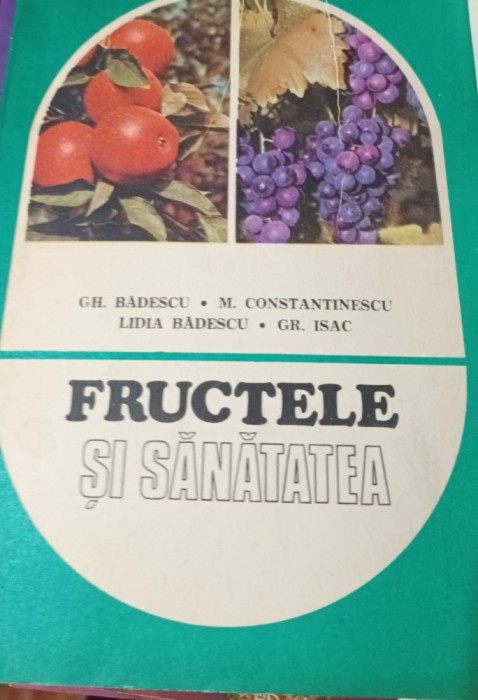 GH. BĂDESCU • M. CONSTANTINESCU
LIDIA BĂDESCU • GR. ISAC
FRUCTELE
ȘI SĂNĂTATEA